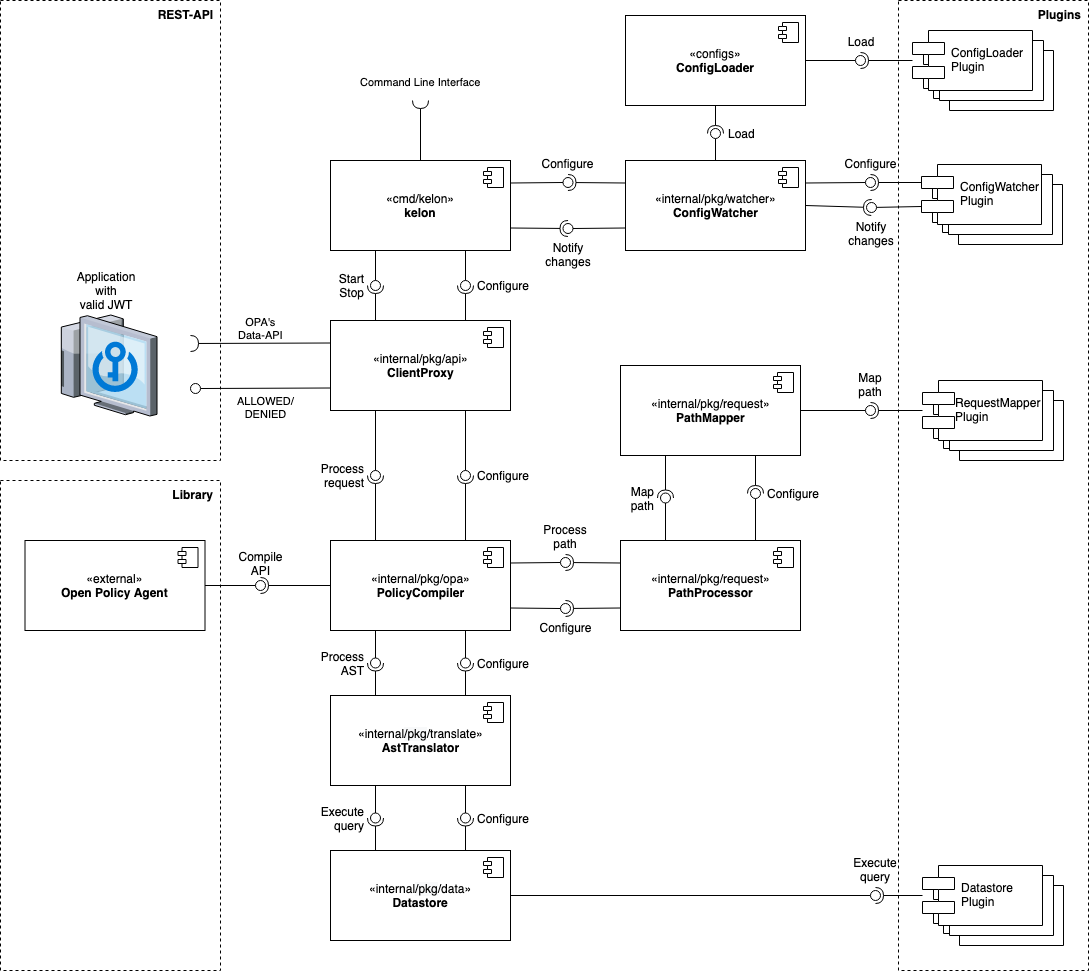 REST-API
Plugins
«configs»
ConfigLoader
Load
ConfigLoader
Plugin
Command Line Interface
Load
«cmd/kelon»
kelon
Configure
Notify
changes
«internal/pkg/watcher»
ConfigWatcher
Configure
Notify
changes
ConfigWatcher
Plugin
Start
Stop
Configure
Application
with
valid JWT
OPA's
Data-API
ALLOWED/
DENIED
«internal/pkg/api»
ClientProxy
«internal/pkg/request»
PathMapper
Map
path
RequestMapper
Plugin
Process
request
Configure
Map
path
Configure
Library
«external»
Open Policy Agent
Compile
API
«internal/pkg/opa»
PolicyCompiler
Process
path
Configure
«internal/pkg/request»
PathProcessor
Process
AST
Configure
«internal/pkg/translate»
AstTranslator
Execute
query
Configure
«internal/pkg/data»
Datastore
Execute
query
Datastore
Plugin